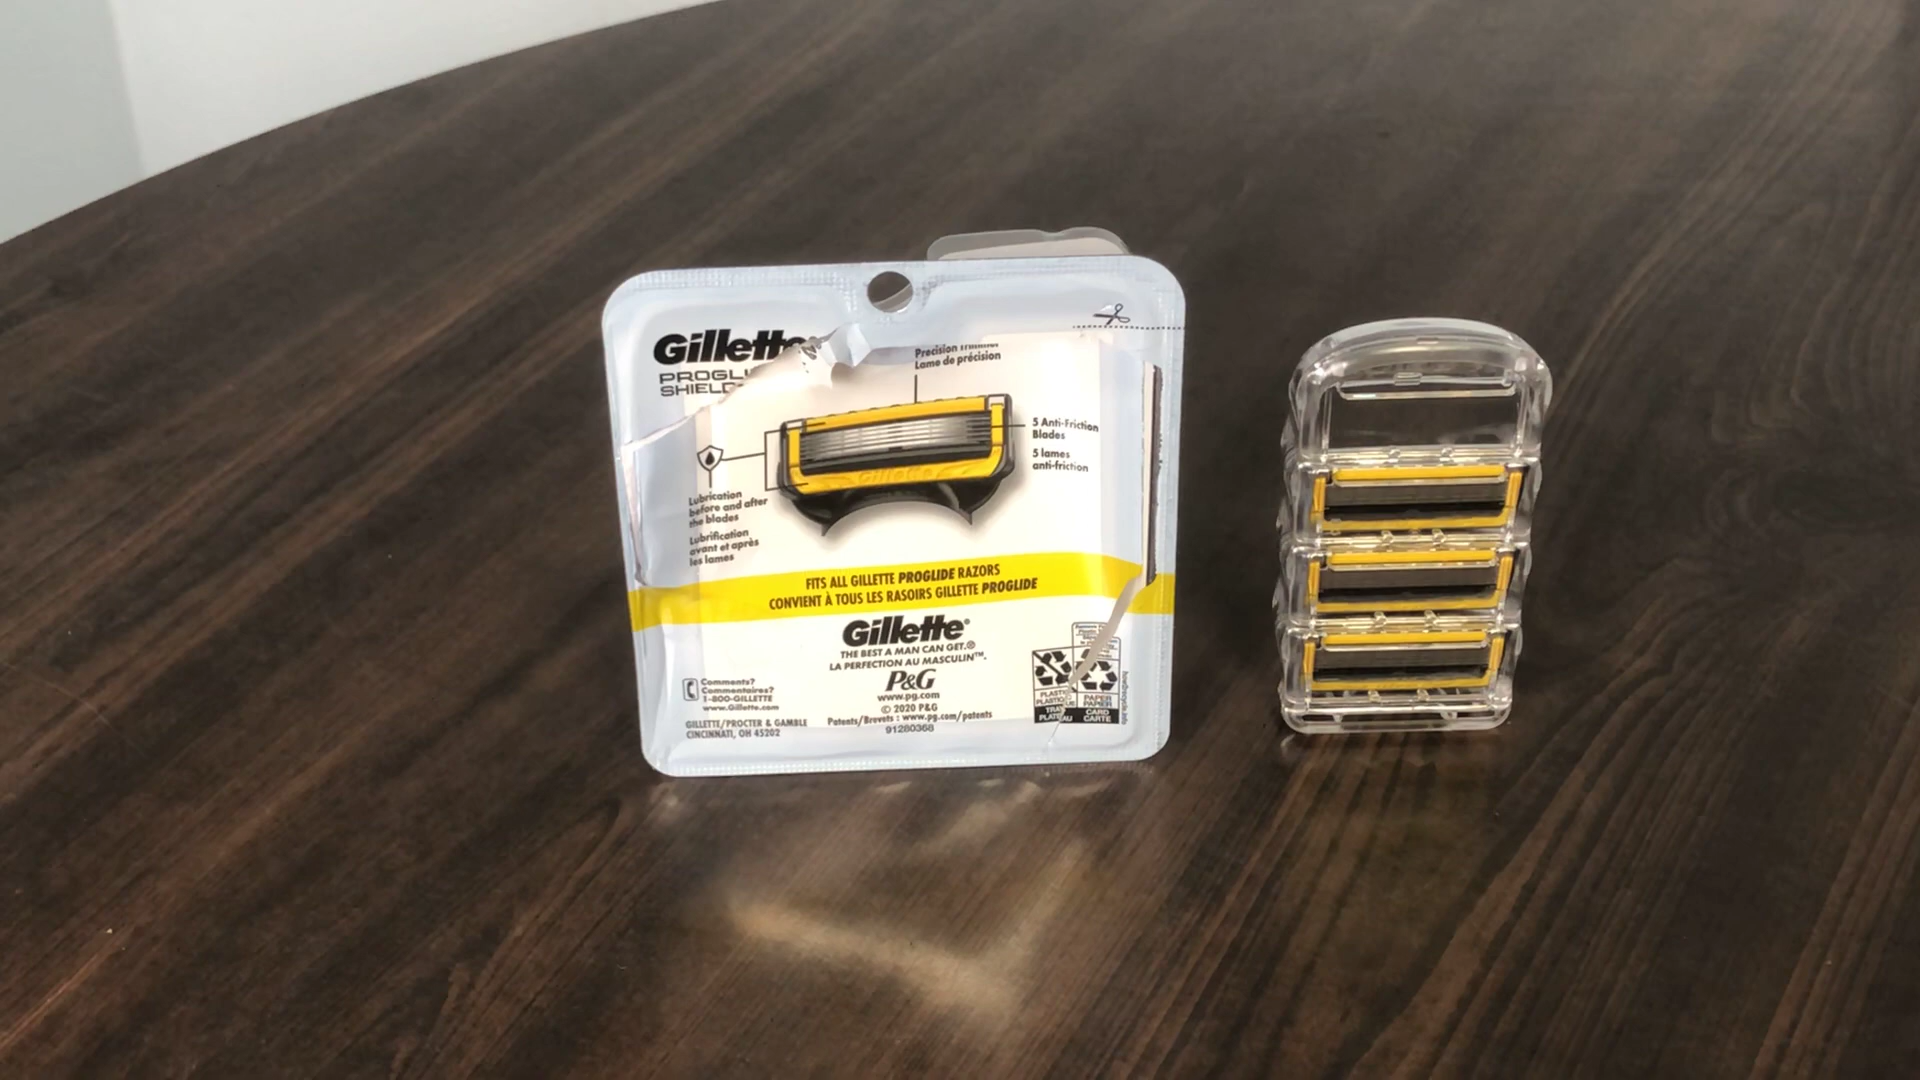 Gillette
PROGLI
SHIELD
Precision Trimmer
Lame de précision
5 Anti-Friction
Blades
5 lames
anti-friction
Lubrication
before and after
the blades
Lubrification
avant et après
les lames
FITS ALL GILLETTE PROGLIDE RAZORS
CONVIENT À TOUS LES RASOIRS GILLETTE PROGLIDE
Gillette®
THE BEST A MAN CAN GET.®
LA PERFECTION AU MASCULIN™.
P&G
www.pg.com
© 2020 P&G
Patents/Brevets : www.pg.com/patents
91280368
Comments?
Commentaires?
1-800-GILLETTE
www.Gillette.com
GILLETTE/PROCTER & GAMBLE
CINCINNATI, OH 45202
PAPER
PAPIER
CARD
CARTE
how2recycle.info